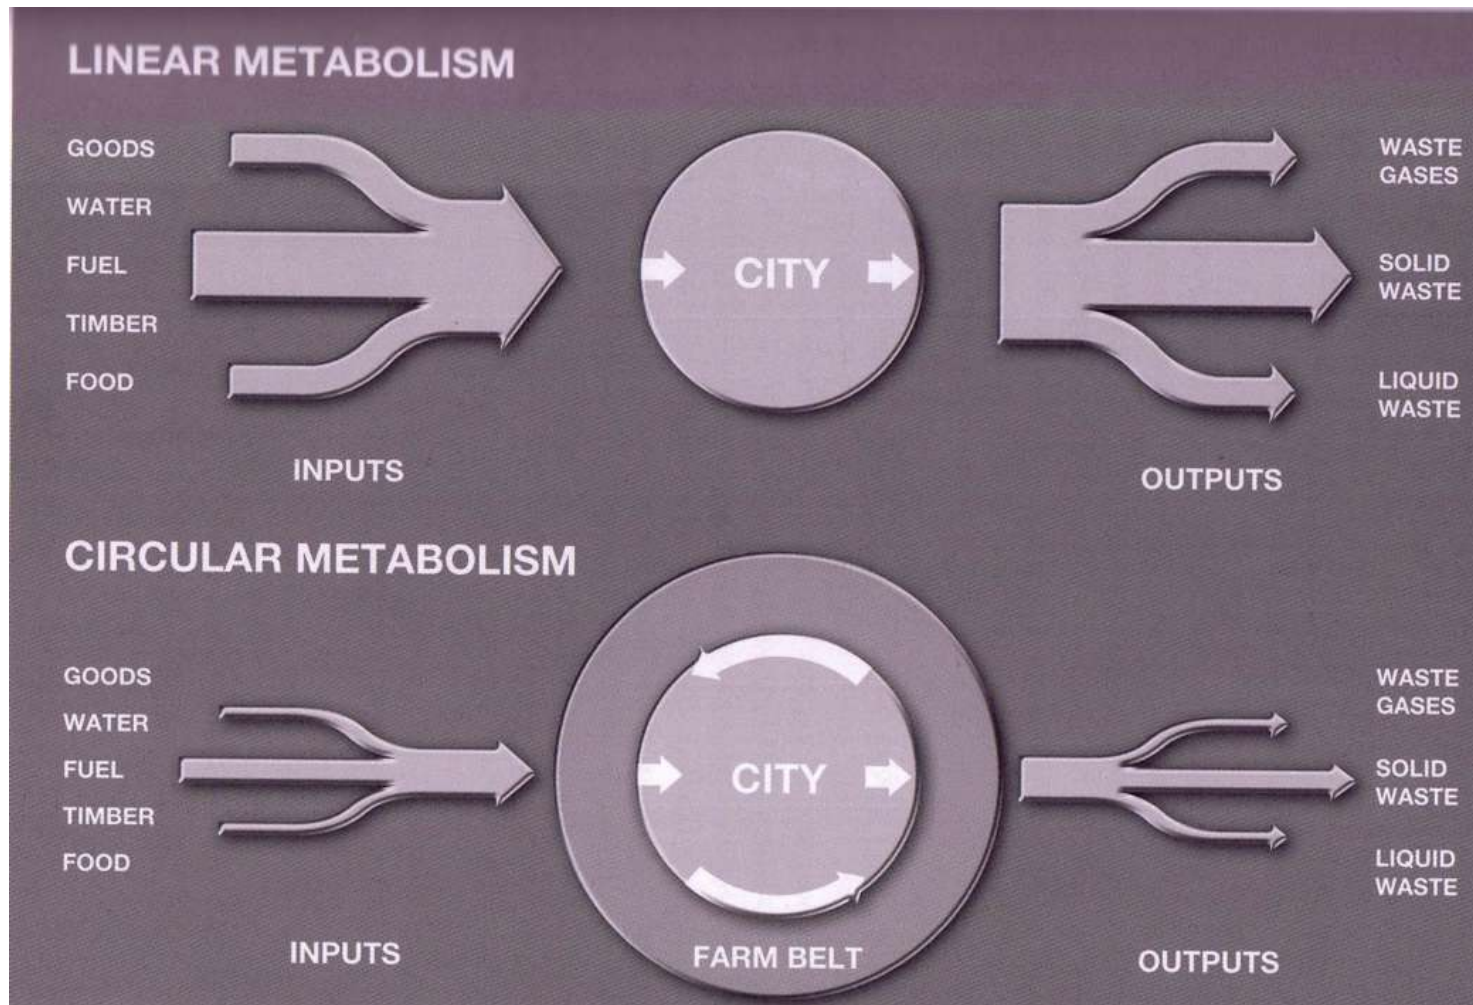 LINEAR METABOLISM
GOODS
WATER
FUEL
TIMBER
FOOD
INPUTS
CITY
WASTE
GASES
SOLID
WASTE
LIQUID
WASTE
OUTPUTS
CIRCULAR METABOLISM
GOODS
WATER
FUEL
TIMBER
FOOD
INPUTS
CITY
FARM BELT
WASTE
GASES
SOLID
WASTE
LIQUID
WASTE
OUTPUTS